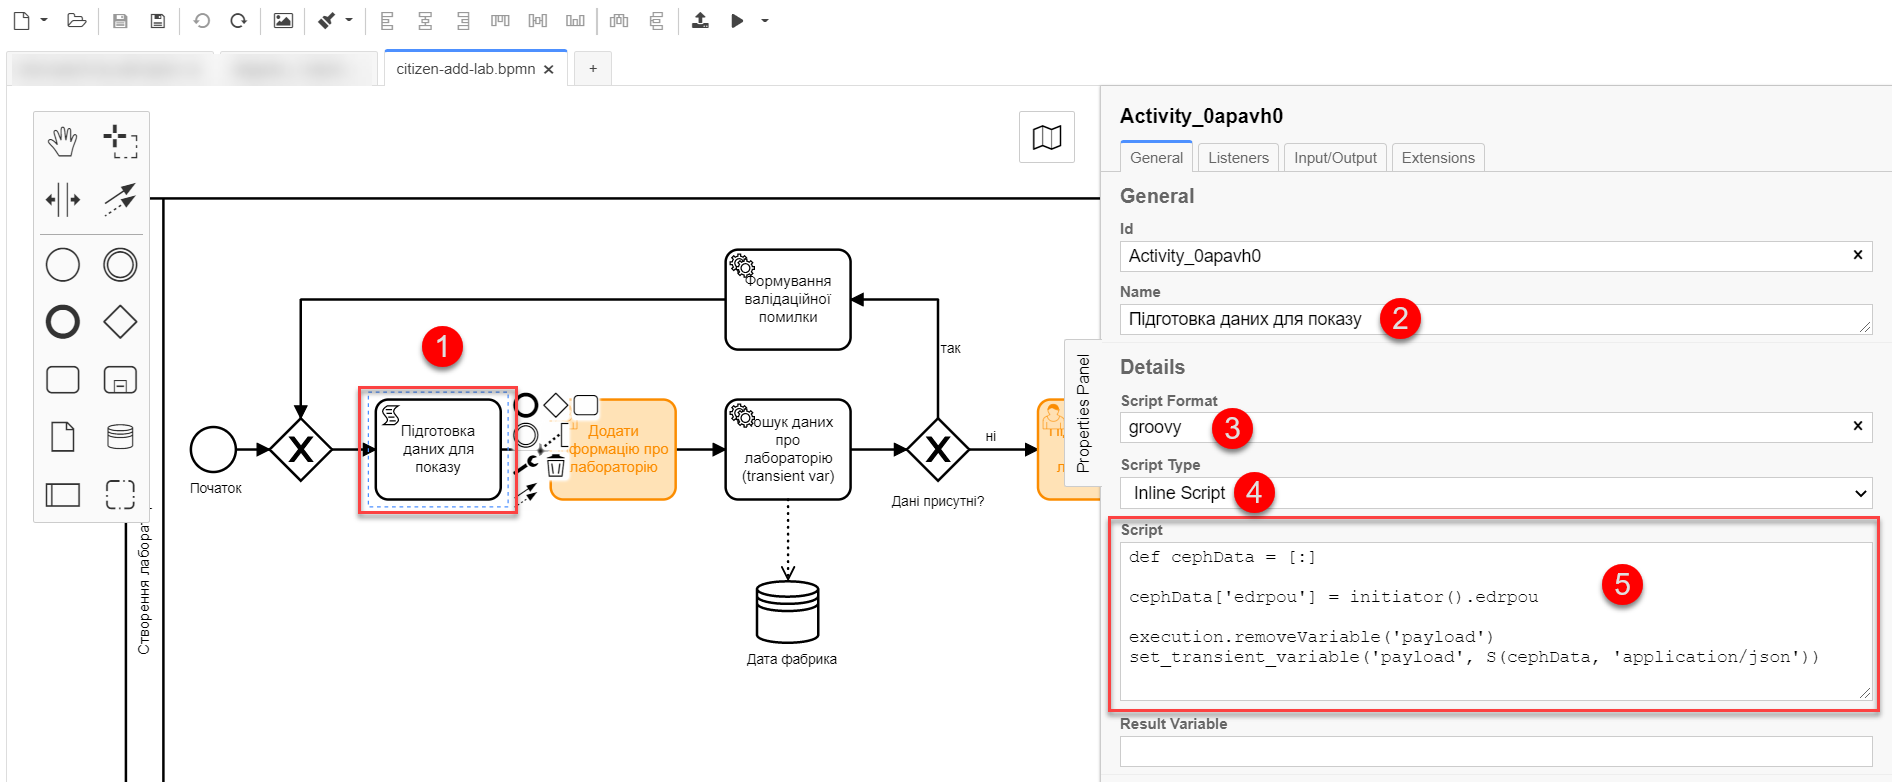 citizen-add-lab.bpmn
+
Activity_0apavh0
General
Listeners
Input/Output
Extensions
General
Id
Activity_0apavh0
Name
Підготовка даних для показу
2
Details
Script Format
groovy
3
Script Type
Inline Script
4
Script
def cephData = [:]
cephData['edrpou'] = initiator().edrpou
5
execution.removeVariable('payload')
set_transient_variable('payload', S(cephData, 'application/json'))
Result Variable
Properties Panel
Формування
валідаційної
помилки
так
1
Початок
Підготовка
даних для
показу
Додати
формацію про
лабораторію
ошук даних
про
лабораторію
(transient var)
Дані присутні?
ні
Дата фабрика
Створення лаборат